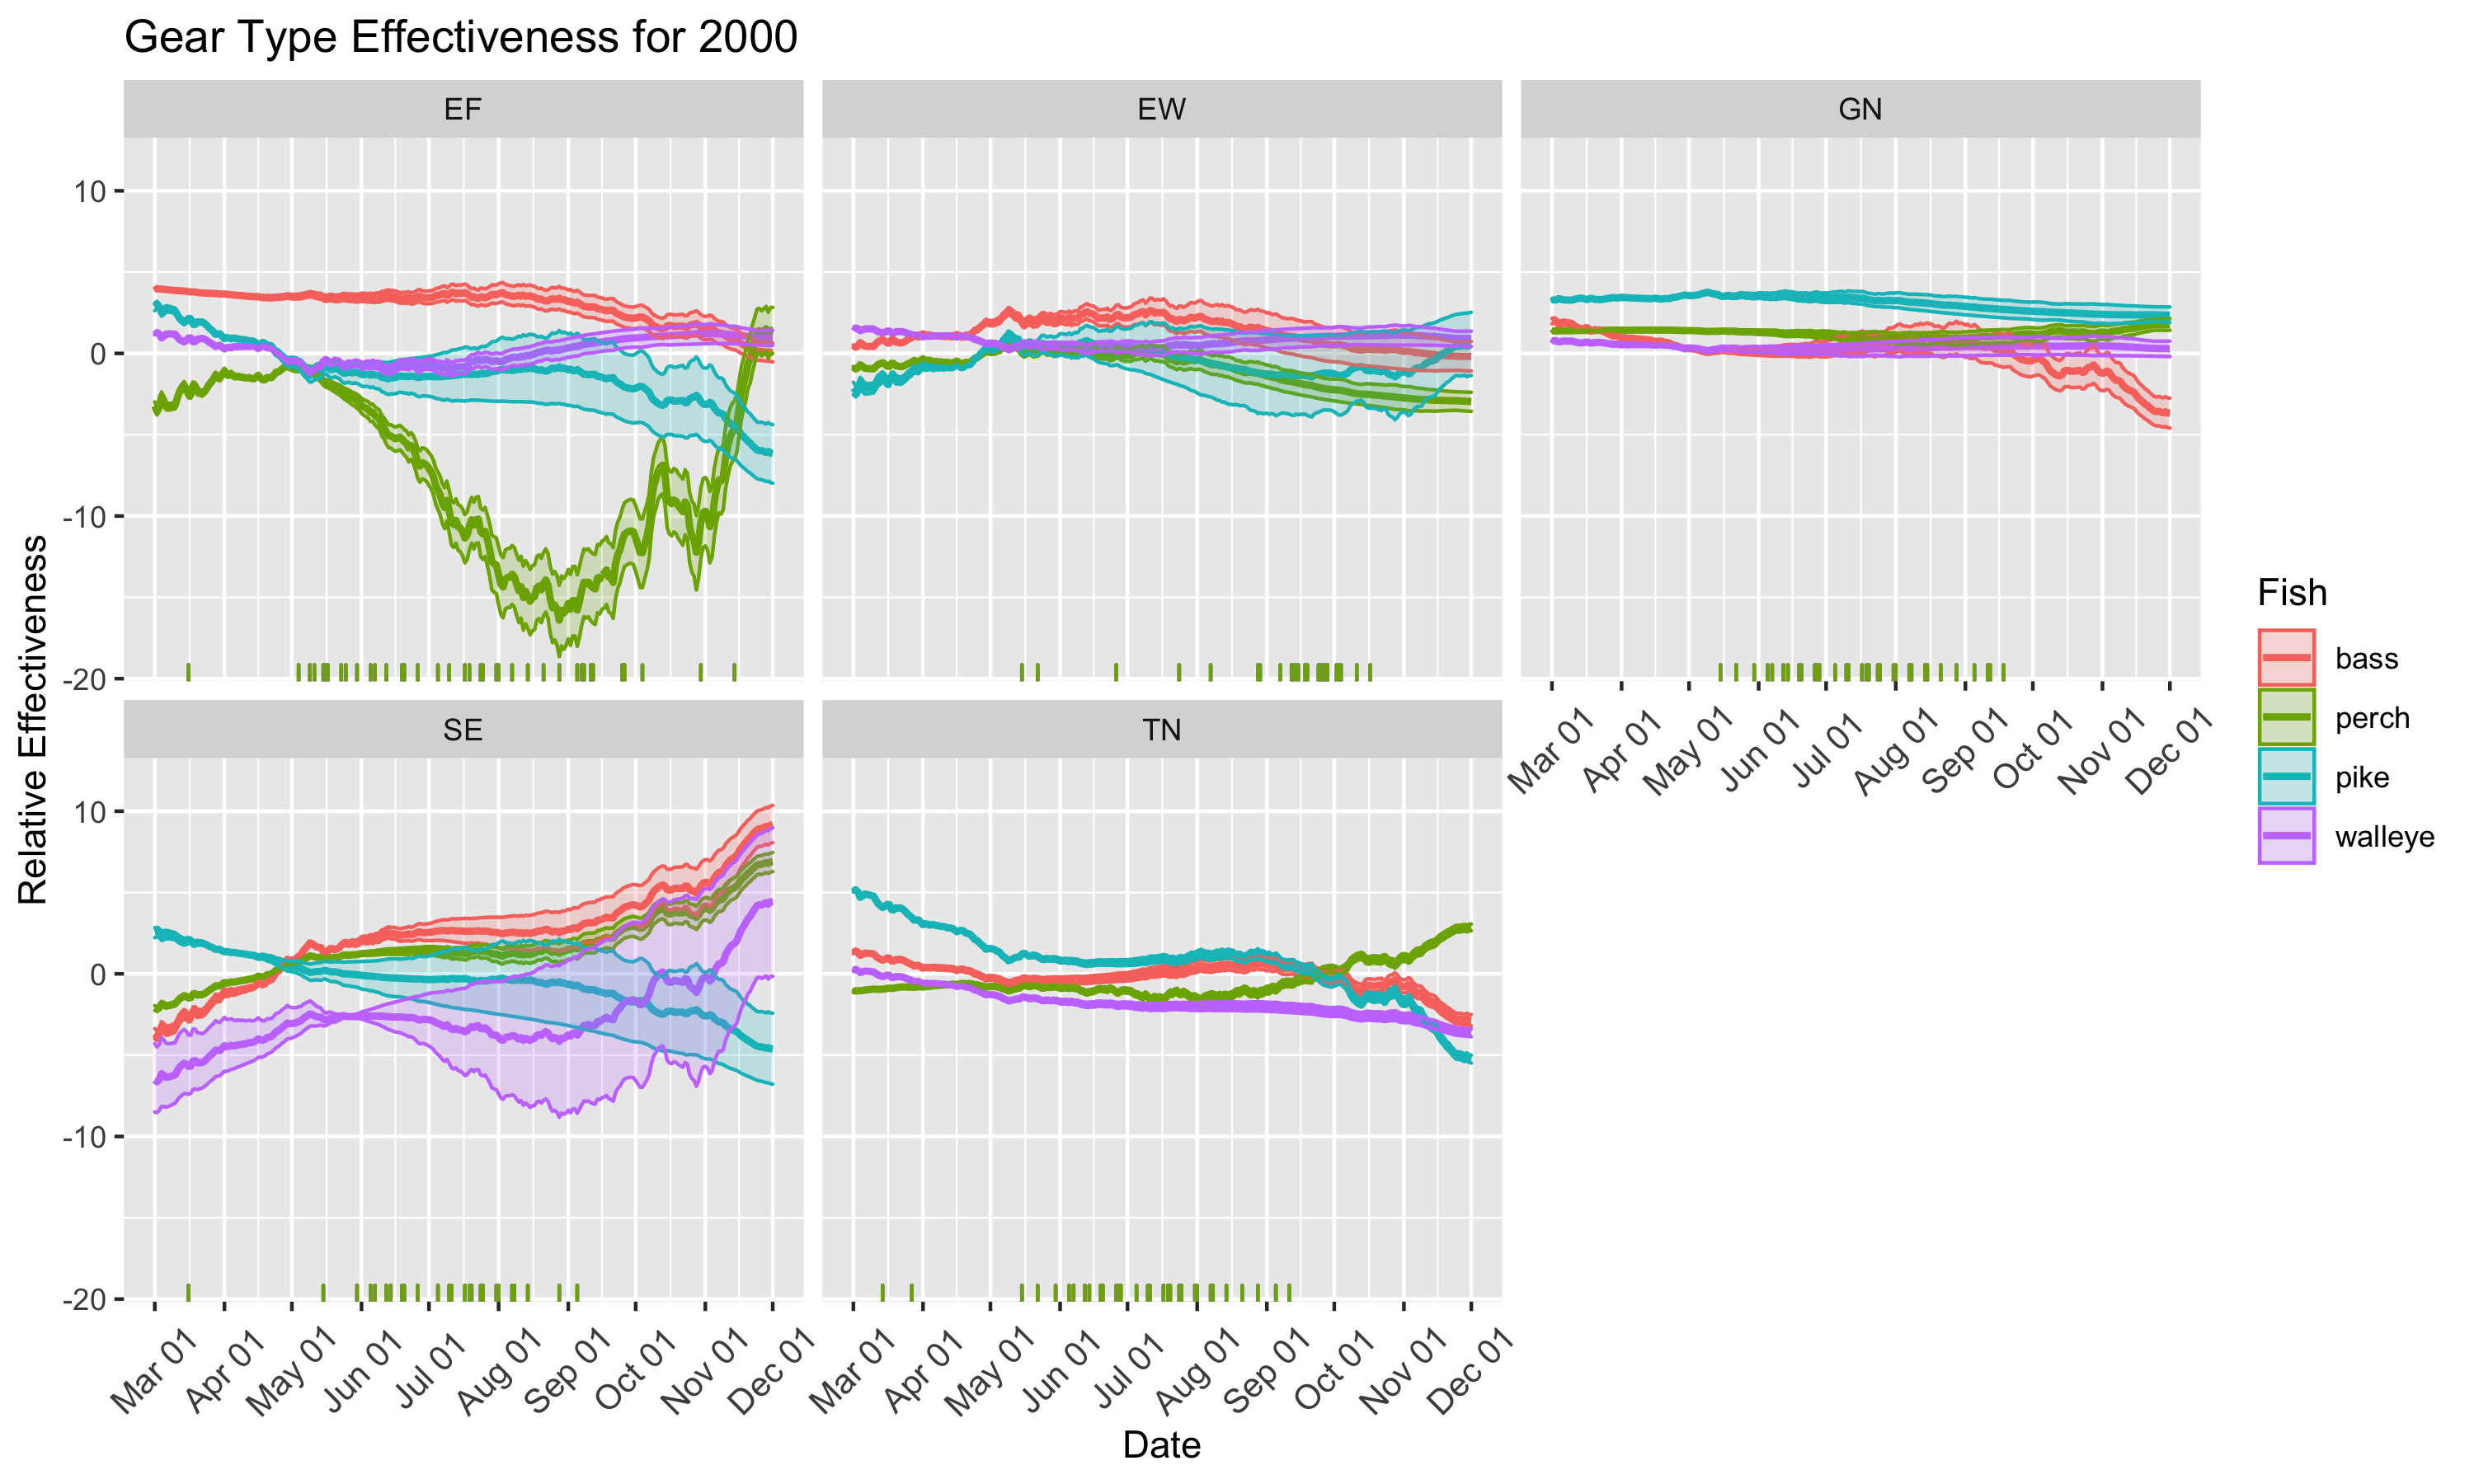 Gear Type Effectiveness for 2000
EF
EW
GN
10
0
-10
-20
Mar 01
Apr 01
May 01
Jun 01
Jul 01
Aug 01
Sep 01
Oct 01
Nov 01
Dec 01
SE
TN
10
0
-10
-20
Mar 01
Apr 01
May 01
Jun 01
Jul 01
Aug 01
Sep 01
Oct 01
Nov 01
Dec 01
Mar 01
Apr 01
May 01
Jun 01
Jul 01
Aug 01
Sep 01
Oct 01
Nov 01
Dec 01
Relative Effectiveness
Date
Fish
bass
perch
pike
walleye